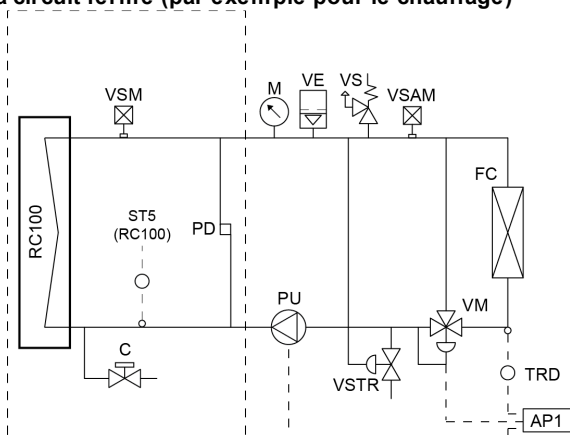 circuit fermé (par exemple pour le chauffage)
VSM
M
VE
VS
VSAM
FC
RC100
ST5
(RC100)
PD
PU
VM
C
VSTR
TRD
AP1